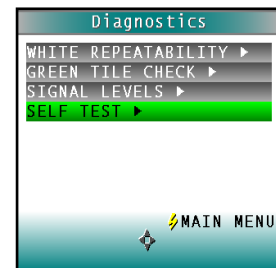 Diagnostics
WHITE REPEATABILITY ▶
GREEN TILE CHECK ▶
SIGNAL LEVELS ▶
SELF TEST ▶
MAIN MENU